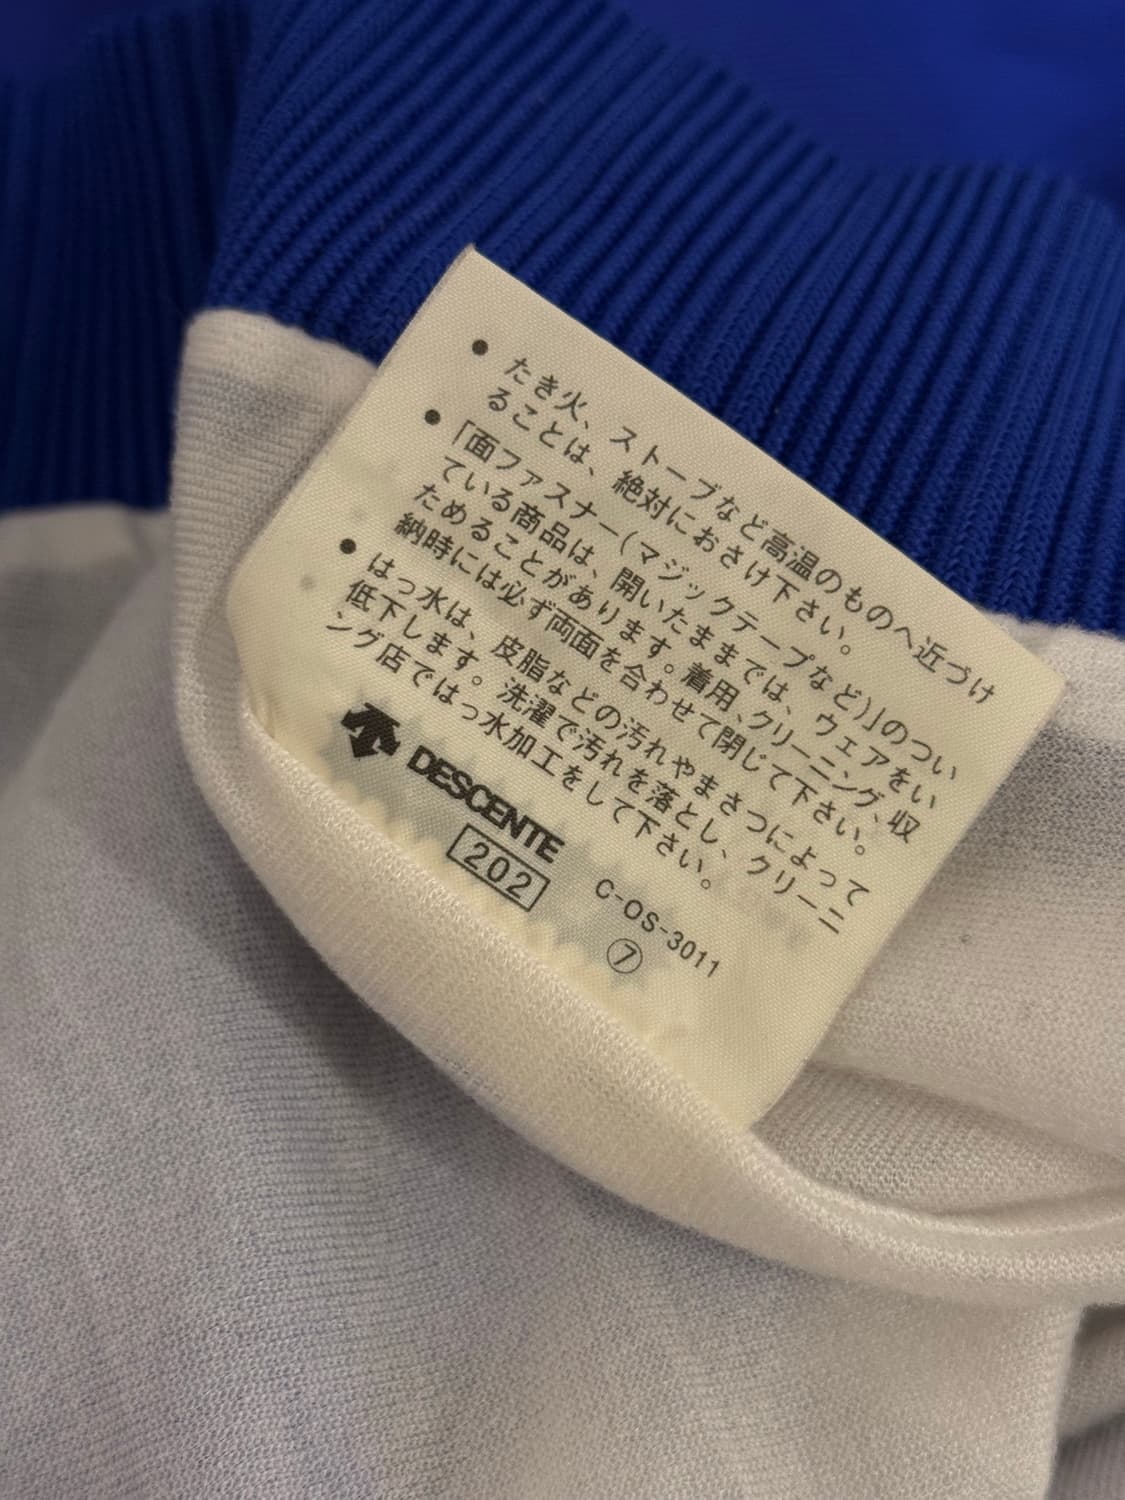 ● たき火、ストーブなど高温のものへ近づけ
ることは、絶対におさけ下さい。
● 「面ファスナー(マジックテープなど)」のつい
ている商品は、開いたままでは、ウェアをい
ためることがあります。着用、クリーニング、収
納時には必ず両面を合わせて閉じて下さい。
● はっ水は、皮脂などの汚れやまさつによって
低下します。洗濯で汚れを落とし、クリーニ
ング店ではっ水加工をして下さい。
DESCENTE
202
C-OS-3011
⑦